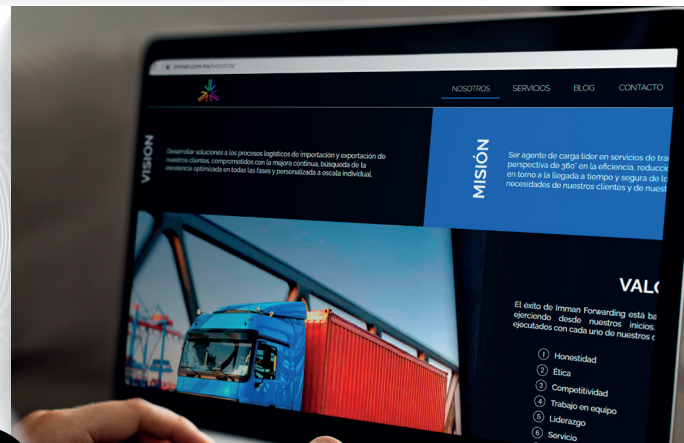 imman.com.mx/nosotros/
NOSOTROS SERVICIOS BLOG CONTACTO
VISION
Desarrollar soluciones a los procesos logísticos de importación y exportación de
nuestros clientes, comprometidos con la mejora continua, búsqueda de la
excelencia optimizada en todas las fases y personalizada a escala individual.
MISIÓN
Ser agente de carga líder en servicios de tra
perspectiva de 360° en la eficiencia, reducci
en torno a la llegada a tiempo y segura de lo
necesidades de nuestros clientes y de nuest
VALO
El éxito de Imman Forwarding está ba
ejerciendo desde nuestros inicios,
ejecutados con cada uno de nuestros c
1 Honestidad
2 Ética
3 Competitividad
4 Trabajo en equipo
5 Liderazgo
6 Servicio